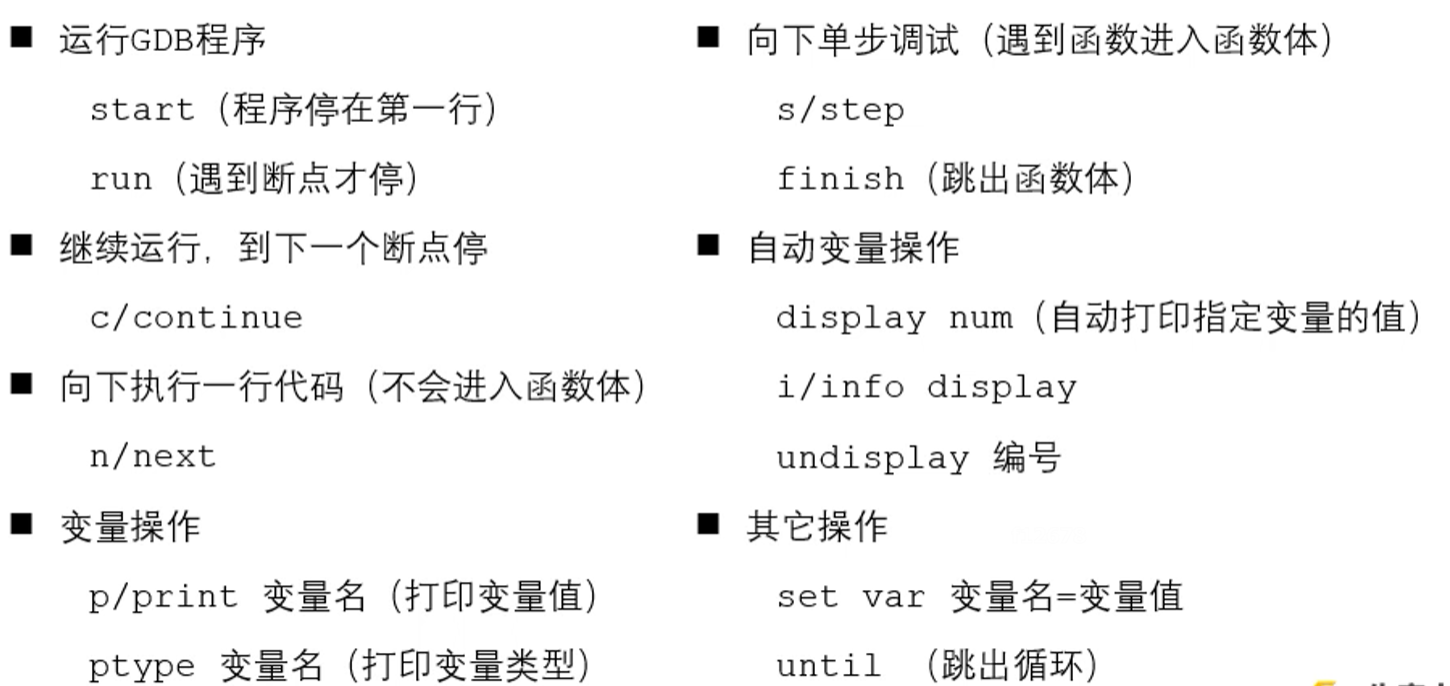 ■ 运行GDB程序
start（程序停在第一行）
run（遇到断点才停）
■ 继续运行，到下一个断点停
c/continue
■ 向下执行一行代码（不会进入函数体）
n/next
■ 变量操作
p/print 变量名（打印变量值）
ptype 变量名（打印变量类型）
■ 向下单步调试（遇到函数进入函数体）
s/step
finish（跳出函数体）
■ 自动变量操作
display num（自动打印指定变量的值）
i/info display
undisplay 编号
■ 其它操作
set var 变量名=变量值
until （跳出循环）